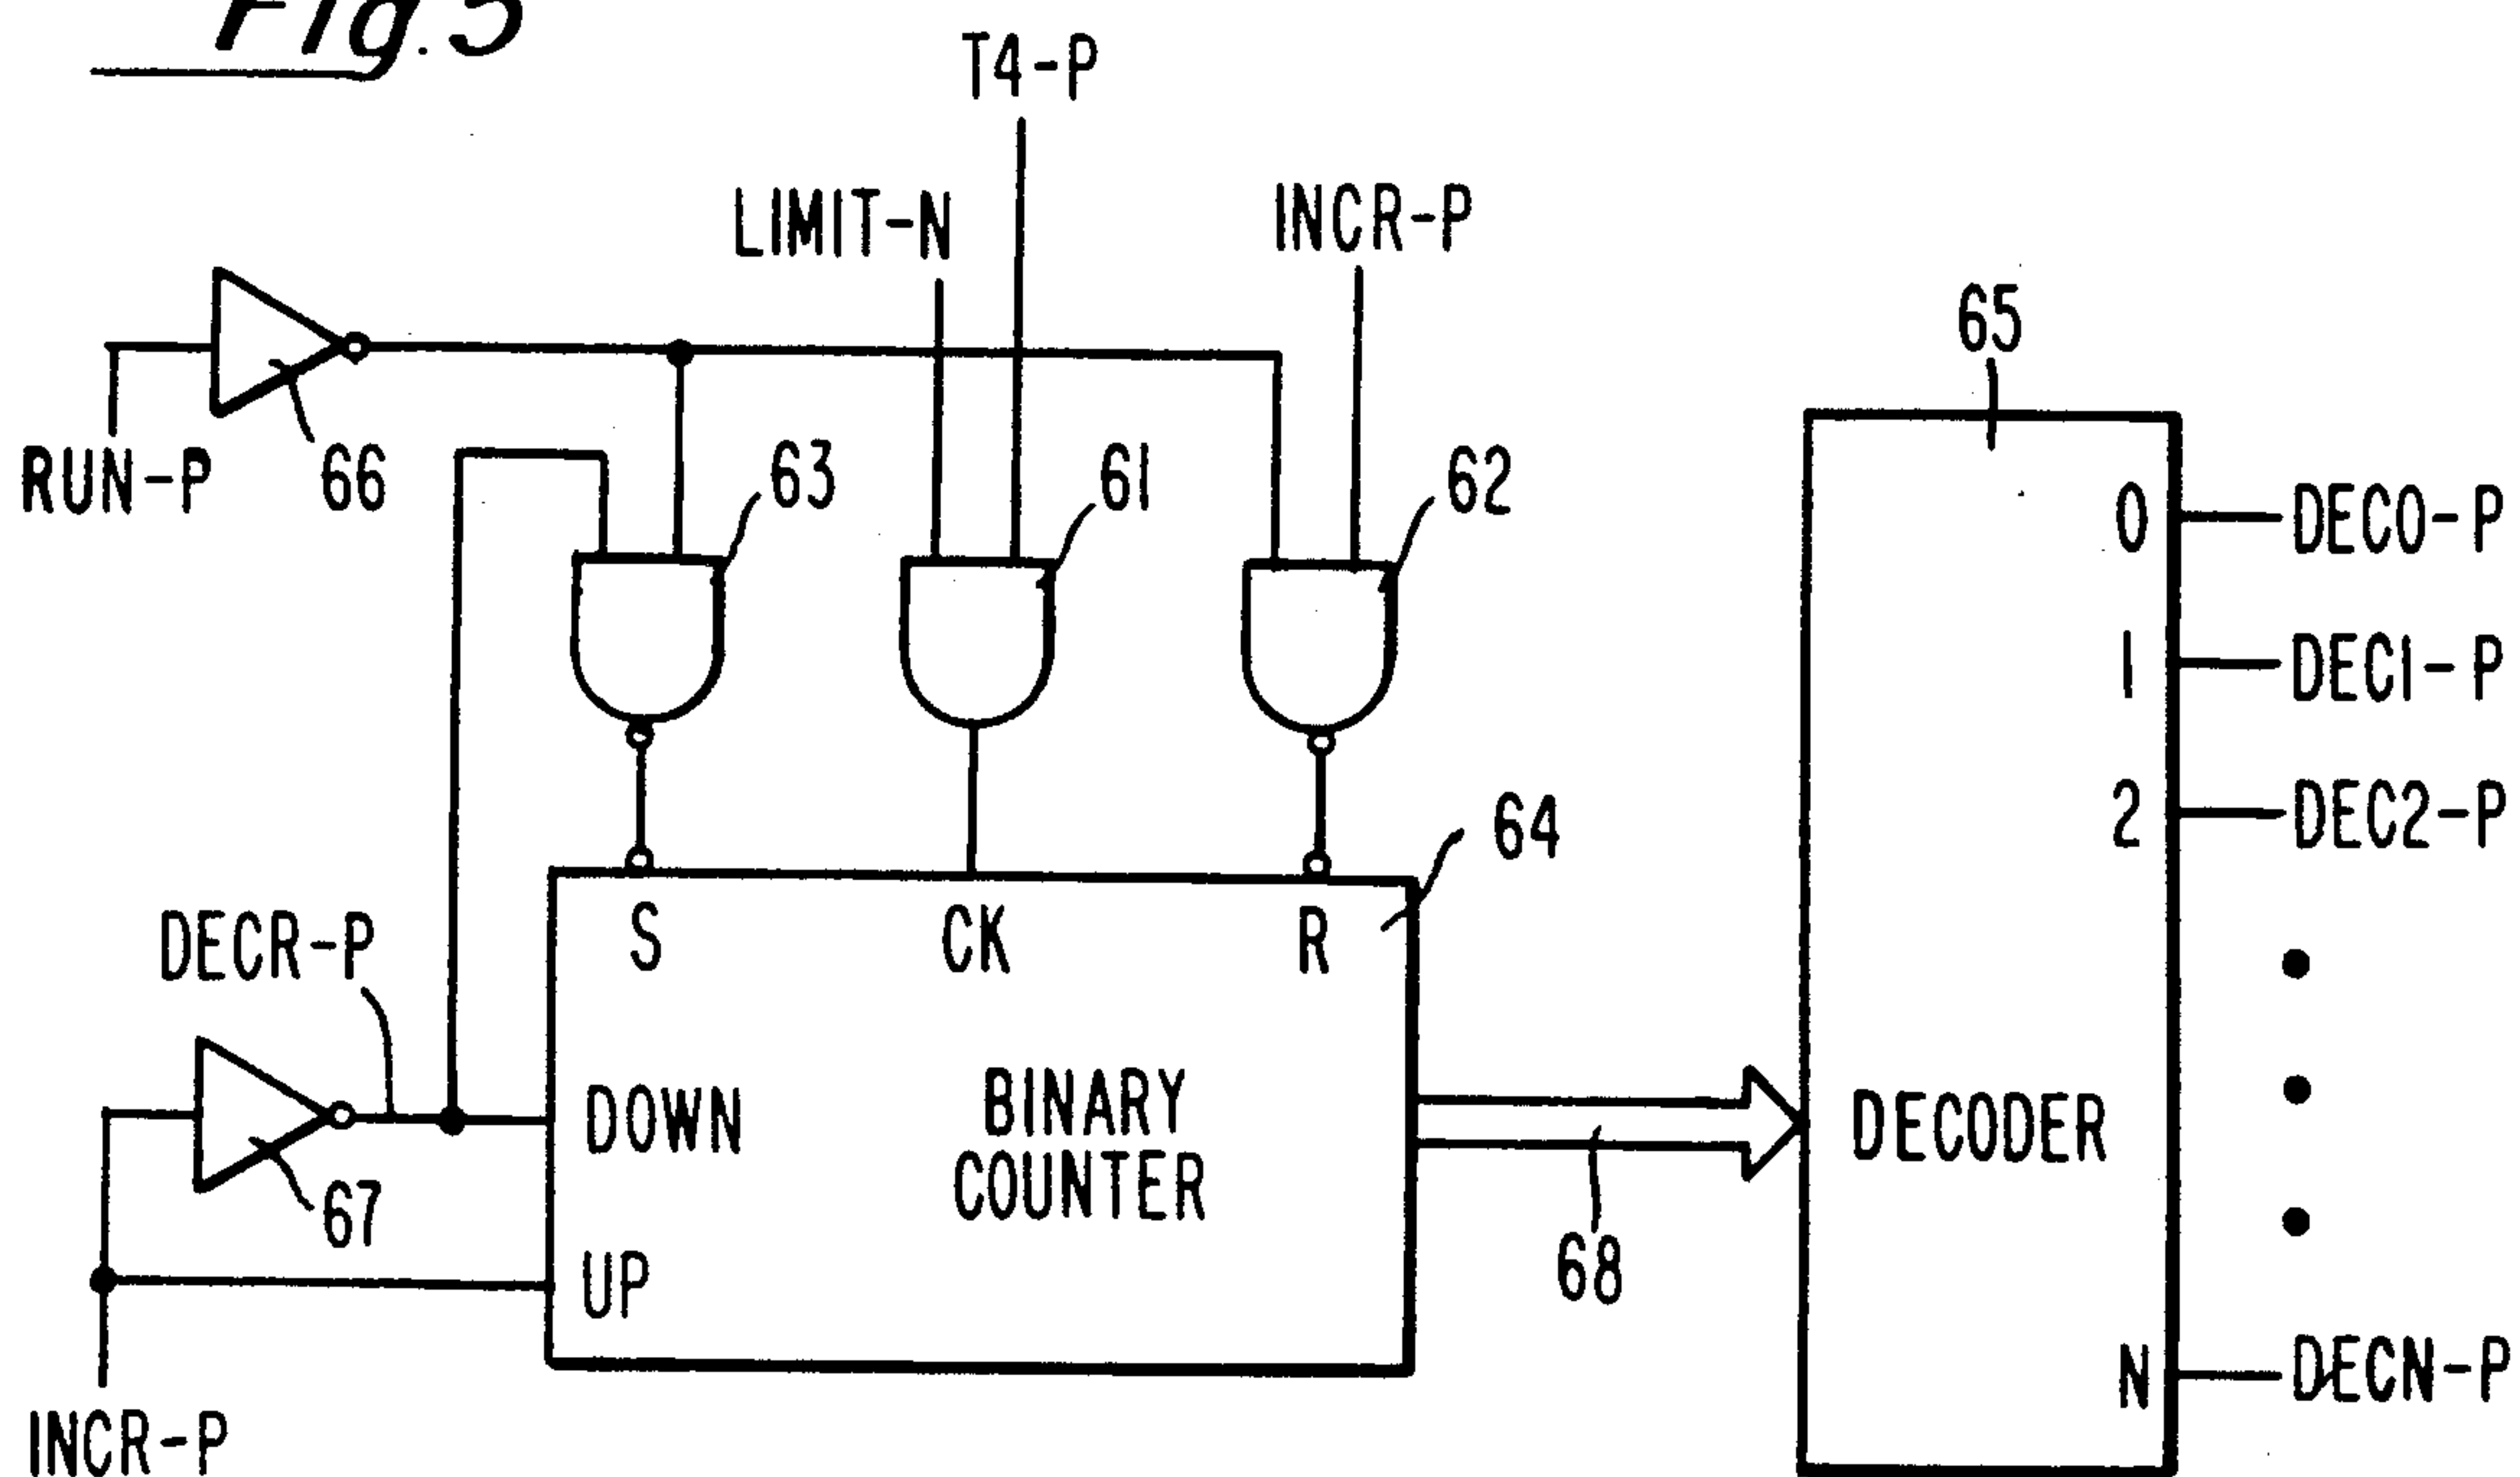 Fig. 5
T4-P
LIMIT-N
INCR-P
65
RUN-P
66
63
61
62
0
DEC0-P
1
DEC1-P
2
DEC2-P
64
S
CK
R
DECR-P
DOWN
BINARY
COUNTER
DECODER
67
68
UP
N
DECN-P
INCR-P